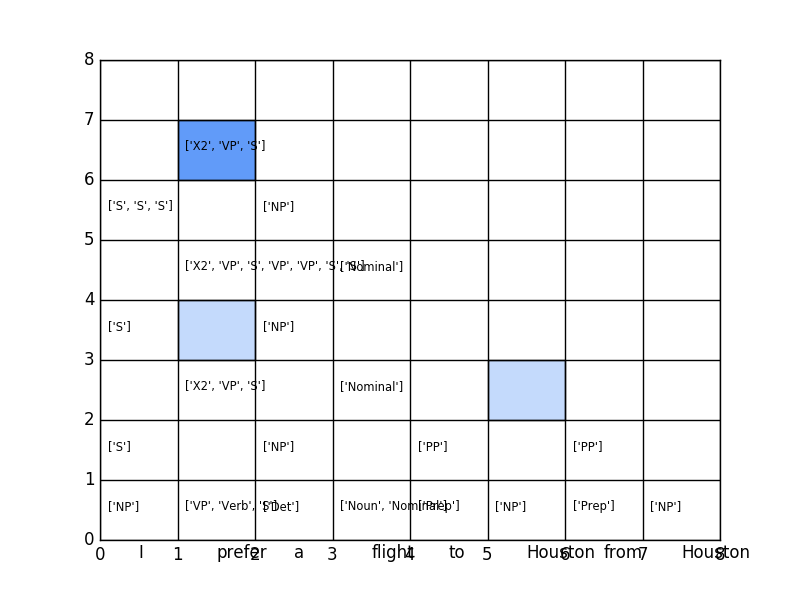 8
7
['X2', 'VP', 'S']
6
['S', 'S', 'S'] ['NP']
5
['X2', 'VP', 'S', 'VP', 'VP', 'S', 'S'] ['Nominal']
4
['S'] ['NP']
3
['X2', 'VP', 'S'] ['Nominal']
2
['S'] ['NP'] ['PP'] ['PP']
1
['NP'] ['VP', 'Verb', 'S'] ['Det'] ['Noun', 'Nominal'] ['Prep'] ['NP'] ['Prep'] ['NP']
0
I prefer a flight to Houston from Houston
0 1 2 3 4 5 6 7 8